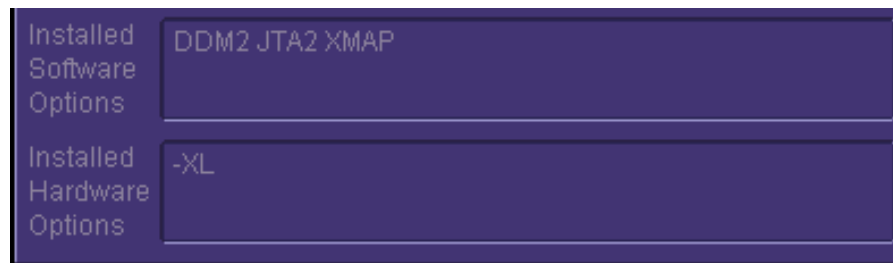 Installed
Software
Options
DDM2 JTA2 XMAP
Installed
Hardware
Options
-XL